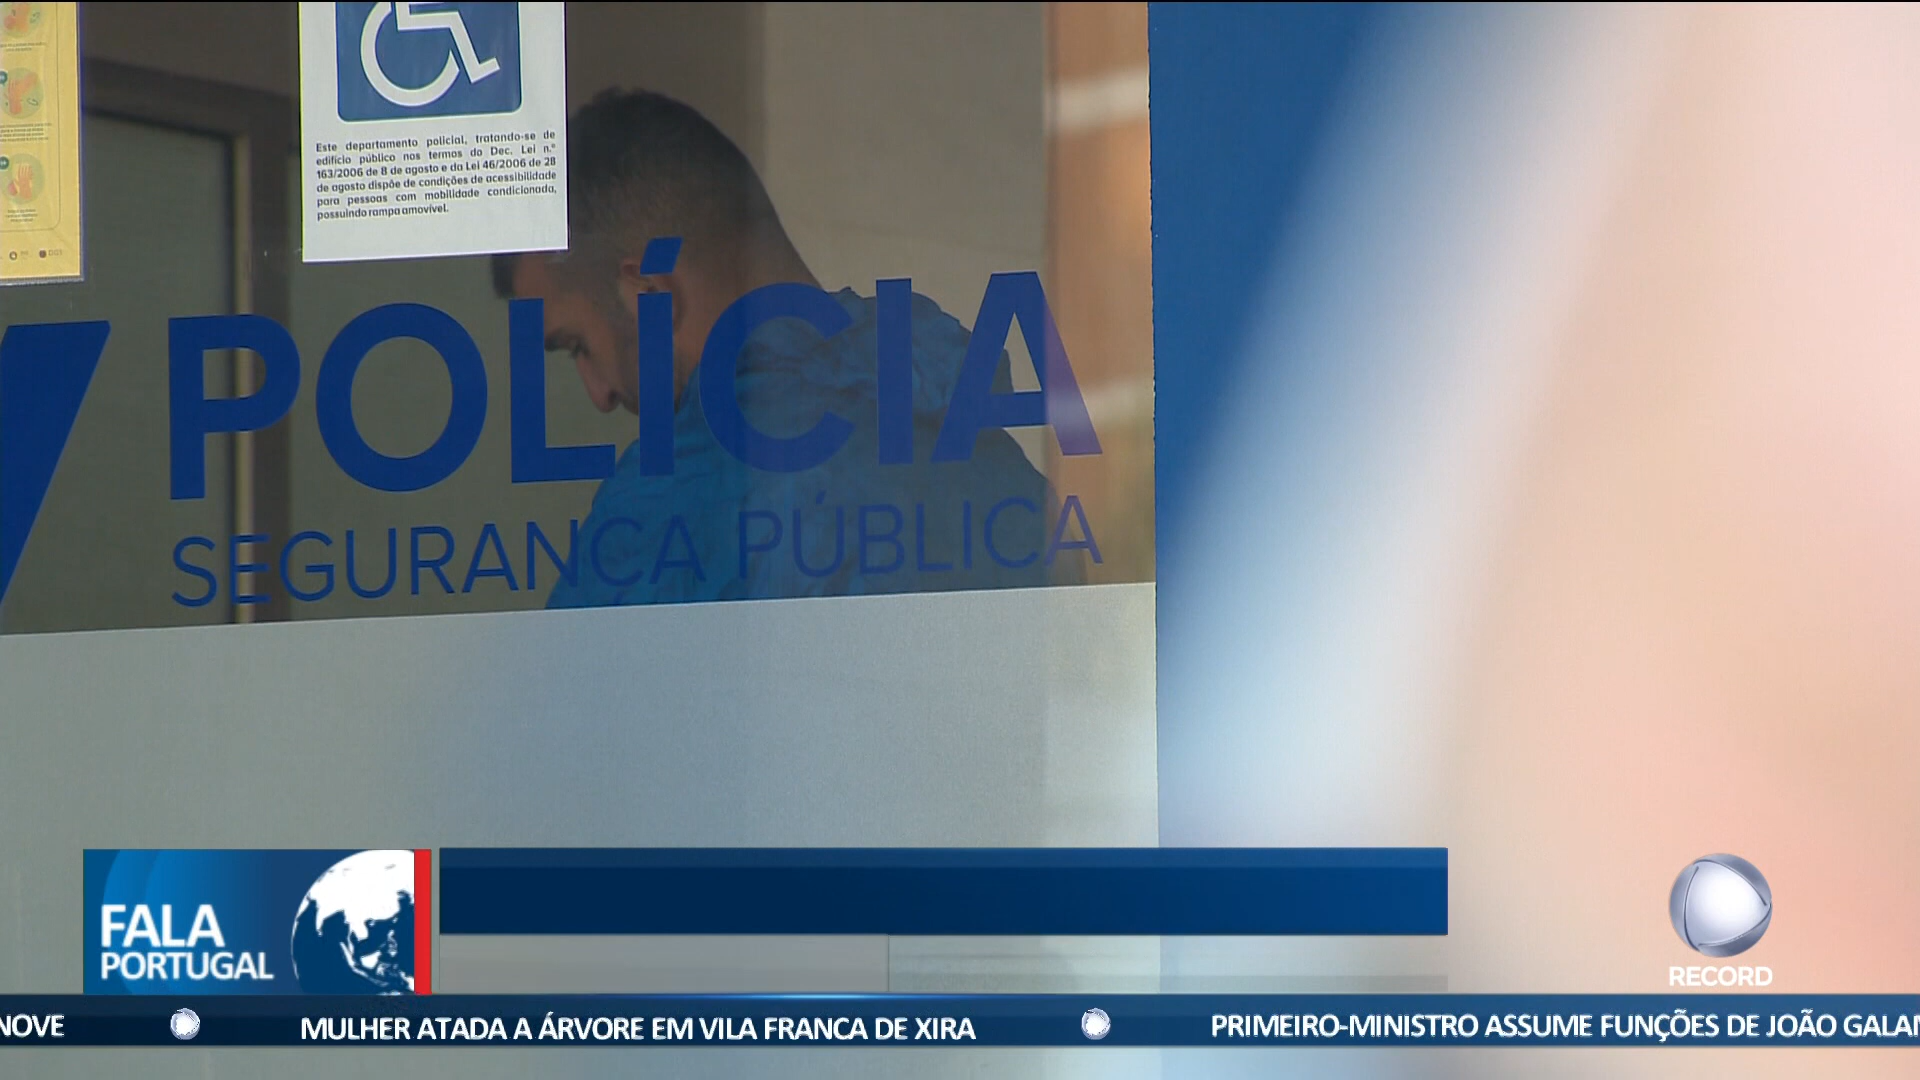 Este departamento policial, tratando-se de
edifício público nos termos do Dec. Lei n.º
163/2006 de 8 de agosto e da Lei 46/2006 de 28
de agosto dispõe de condições de acessibilidade
para pessoas com mobilidade condicionada,
possuindo rampa amovível.
POLÍCIA
SEGURANÇA PÚBLICA
FALA
PORTUGAL
RECORD
NOVE
MULHER ATADA A ÁRVORE EM VILA FRANCA DE XIRA
PRIMEIRO-MINISTRO ASSUME FUNÇÕES DE JOÃO GALAM